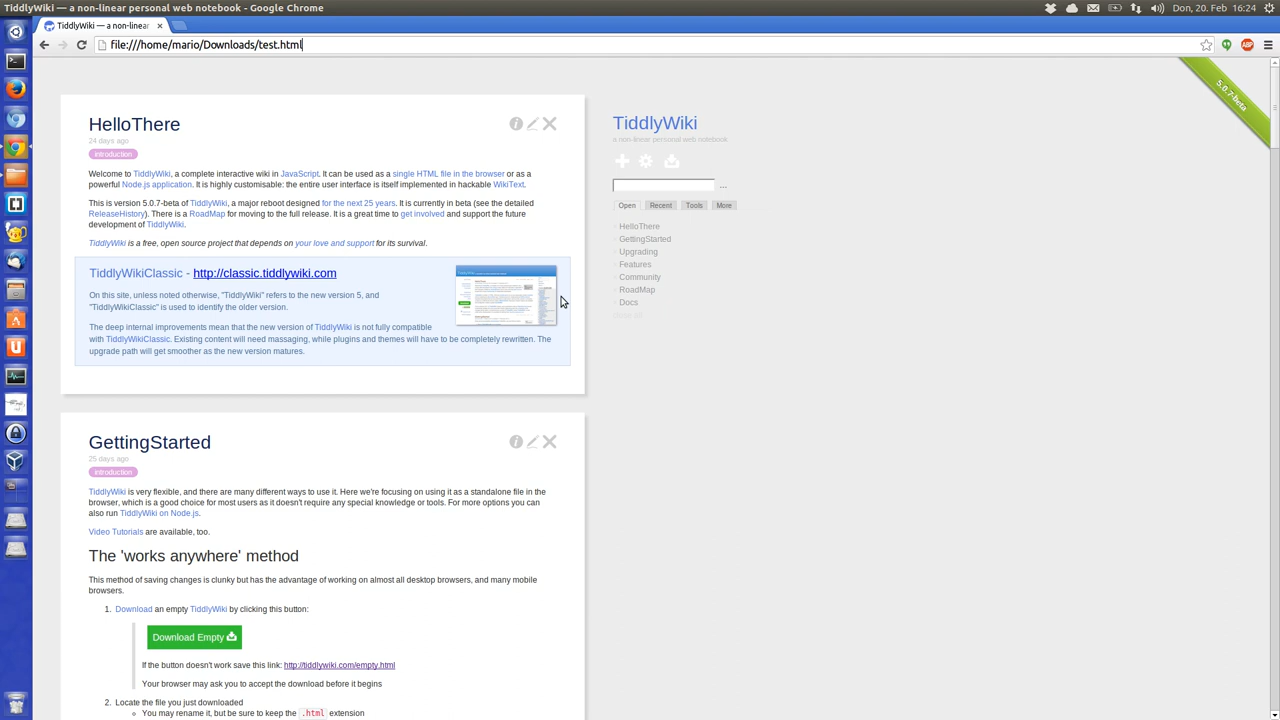 TiddlyWiki — a non-linear personal web notebook - Google Chrome
Don, 20. Feb 16:24
TiddlyWiki — a non-linear
file:///home/mario/Downloads/test.html
ABP
5.0.7-beta
HelloThere
24 days ago
introduction
Welcome to TiddlyWiki, a complete interactive wiki in JavaScript. It can be used as a single HTML file in the browser or as a
powerful Node.js application. It is highly customisable: the entire user interface is itself implemented in hackable WikiText.
This is version 5.0.7-beta of TiddlyWiki, a major reboot designed for the next 25 years. It is currently in beta (see the detailed
ReleaseHistory). There is a RoadMap for moving to the full release. It is a great time to get involved and support the future
development of TiddlyWiki.
TiddlyWiki is a free, open source project that depends on your love and support for its survival.
TiddlyWikiClassic - http://classic.tiddlywiki.com
On this site, unless noted otherwise, "TiddlyWiki" refers to the new version 5, and
"TiddlyWikiClassic" is used to identify the older version.
The deep internal improvements mean that the new version of TiddlyWiki is not fully compatible
with TiddlyWikiClassic. Existing content will need massaging, while plugins and themes will have to be completely rewritten. The
upgrade path will get smoother as the new version matures.
GettingStarted
25 days ago
introduction
TiddlyWiki is very flexible, and there are many different ways to use it. Here we're focusing on using it as a standalone file in the
browser, which is a good choice for most users as it doesn't require any special knowledge or tools. For more options you can
also run TiddlyWiki on Node.js.
Video Tutorials are available, too.
The 'works anywhere' method
This method of saving changes is clunky but has the advantage of working on almost all desktop browsers, and many mobile
browsers.
1. Download an empty TiddlyWiki by clicking this button:
Download Empty
If the button doesn't work save this link: http://tiddlywiki.com/empty.html
Your browser may ask you to accept the download before it begins
2. Locate the file you just downloaded
You may rename it, but be sure to keep the .html extension
TiddlyWiki
a non-linear personal web notebook
...
Open Recent Tools More
HelloThere
GettingStarted
Upgrading
Features
Community
RoadMap
Docs